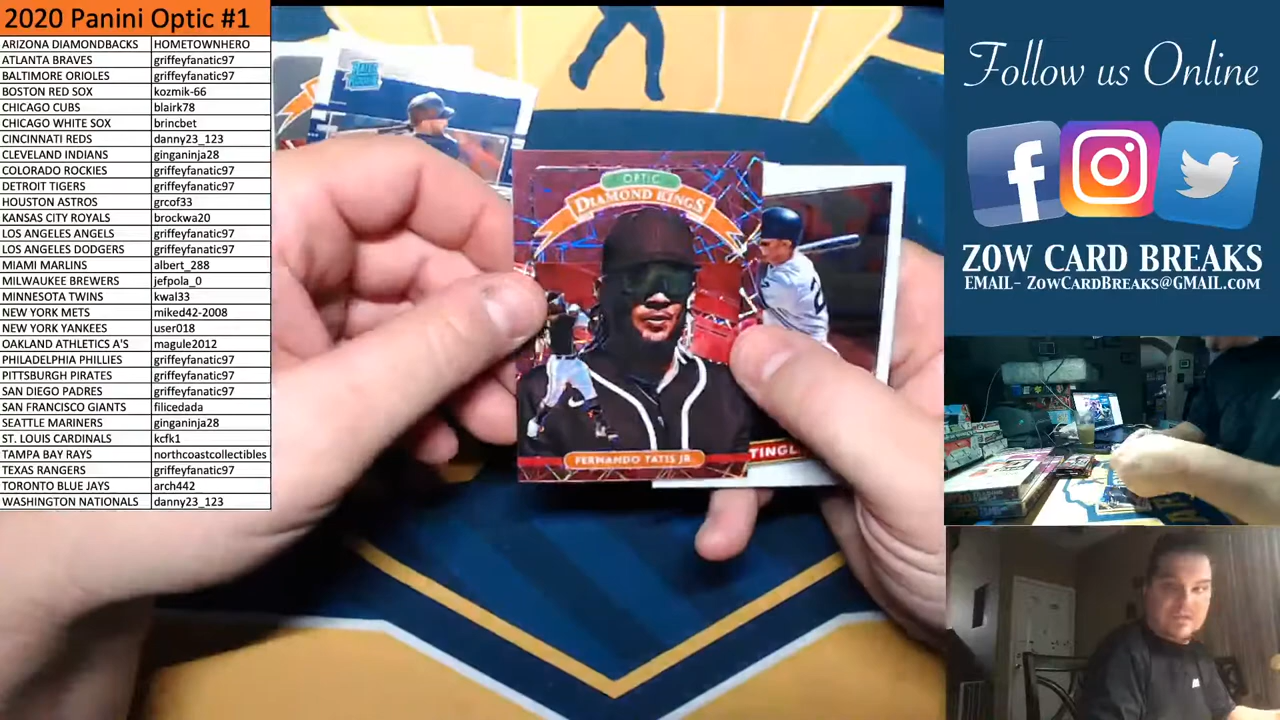 2020 Panini Optic #1
ARIZONA DIAMONDBACKS HOMETOWNHERO
ATLANTA BRAVES griffeyfanatic97
BALTIMORE ORIOLES griffeyfanatic97
BOSTON RED SOX kozmik-66
CHICAGO CUBS blairk78
CHICAGO WHITE SOX brincbet
CINCINNATI REDS danny23_123
CLEVELAND INDIANS ginganinja28
COLORADO ROCKIES griffeyfanatic97
DETROIT TIGERS griffeyfanatic97
HOUSTON ASTROS grcof33
KANSAS CITY ROYALS brockwa20
LOS ANGELES ANGELS griffeyfanatic97
LOS ANGELES DODGERS griffeyfanatic97
MIAMI MARLINS albert_288
MILWAUKEE BREWERS jefpola_0
MINNESOTA TWINS kwal33
NEW YORK METS miked42-2008
NEW YORK YANKEES user018
OAKLAND ATHLETICS A'S magule2012
PHILADELPHIA PHILLIES griffeyfanatic97
PITTSBURGH PIRATES griffeyfanatic97
SAN DIEGO PADRES griffeyfanatic97
SAN FRANCISCO GIANTS filicedada
SEATTLE MARINERS ginganinja28
ST. LOUIS CARDINALS kcfk1
TAMPA BAY RAYS northcoastcollectibles
TEXAS RANGERS griffeyfanatic97
TORONTO BLUE JAYS arch442
WASHINGTON NATIONALS danny23_123
OPTIC
DIAMOND KINGS
FERNANDO TATIS JR.
TINGL
Follow us Online
ZOW CARD BREAKS
EMAIL- ZOWCARDBREAKS@GMAIL.COM